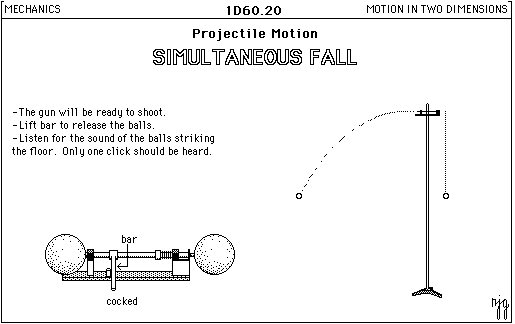 MECHANICS
1D60.20
MOTION IN TWO DIMENSIONS
Projectile Motion
SIMULTANEOUS FALL
-The gun will be ready to shoot.
-Lift bar to release the balls.
-Listen for the sound of the balls striking
the floor. Only one click should be heard.
bar
cocked